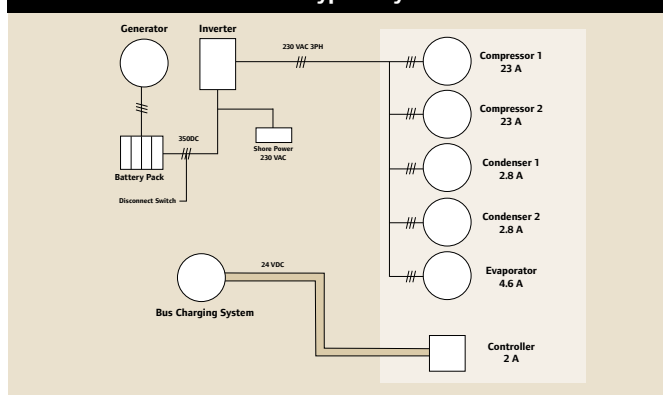 Generator
Inverter
230 VAC 3PH
Compressor 1
23 A
Compressor 2
23 A
350DC
Shore Power
230 VAC
Battery Pack
Condenser 1
2.8 A
Disconnect Switch
Condenser 2
2.8 A
24 VDC
Evaporator
4.6 A
Bus Charging System
Controller
2 A